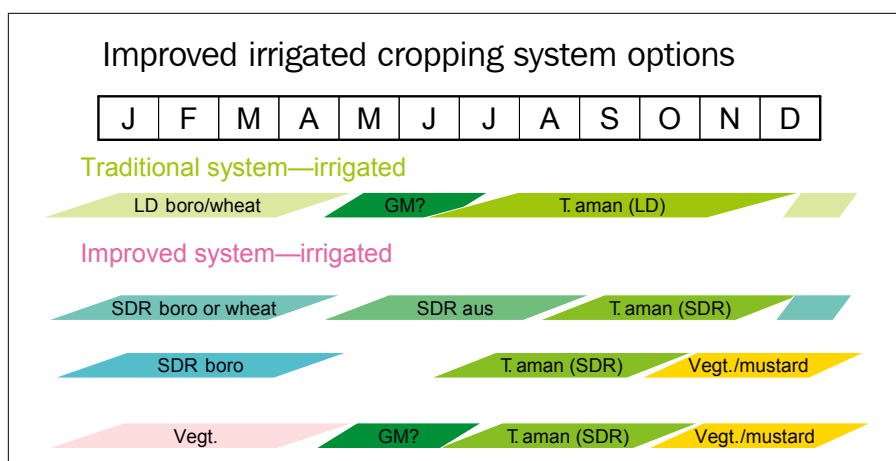 Improved irrigated cropping system options
J F M A M J J A S O N D
Traditional system—irrigated
LD boro/wheat GM? T. aman (LD)
Improved system—irrigated
SDR boro or wheat SDR aus T. aman (SDR)
SDR boro T. aman (SDR) Vegt./mustard
Vegt. GM? T. aman (SDR) Vegt./mustard